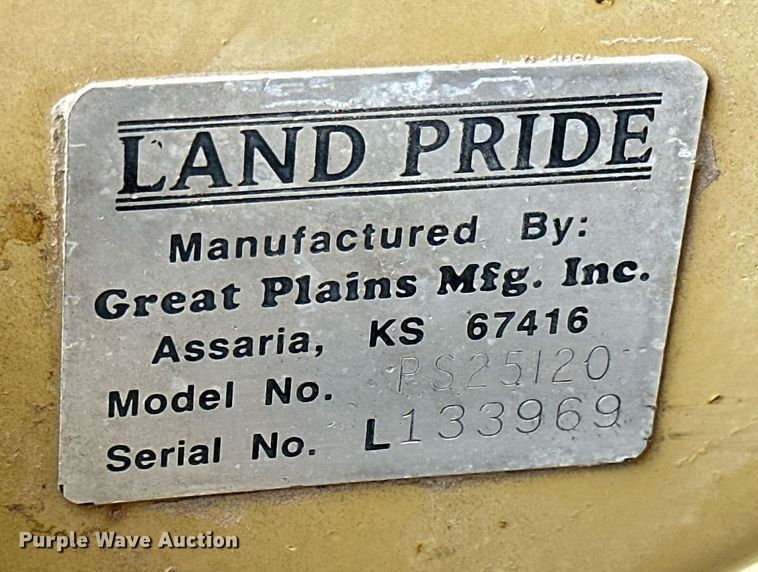 LAND PRIDE
Manufactured By:
Great Plains Mfg. Inc.
Assaria, KS 67416
Model No. PS25120
Serial No. L133969
Purple Wave Auction